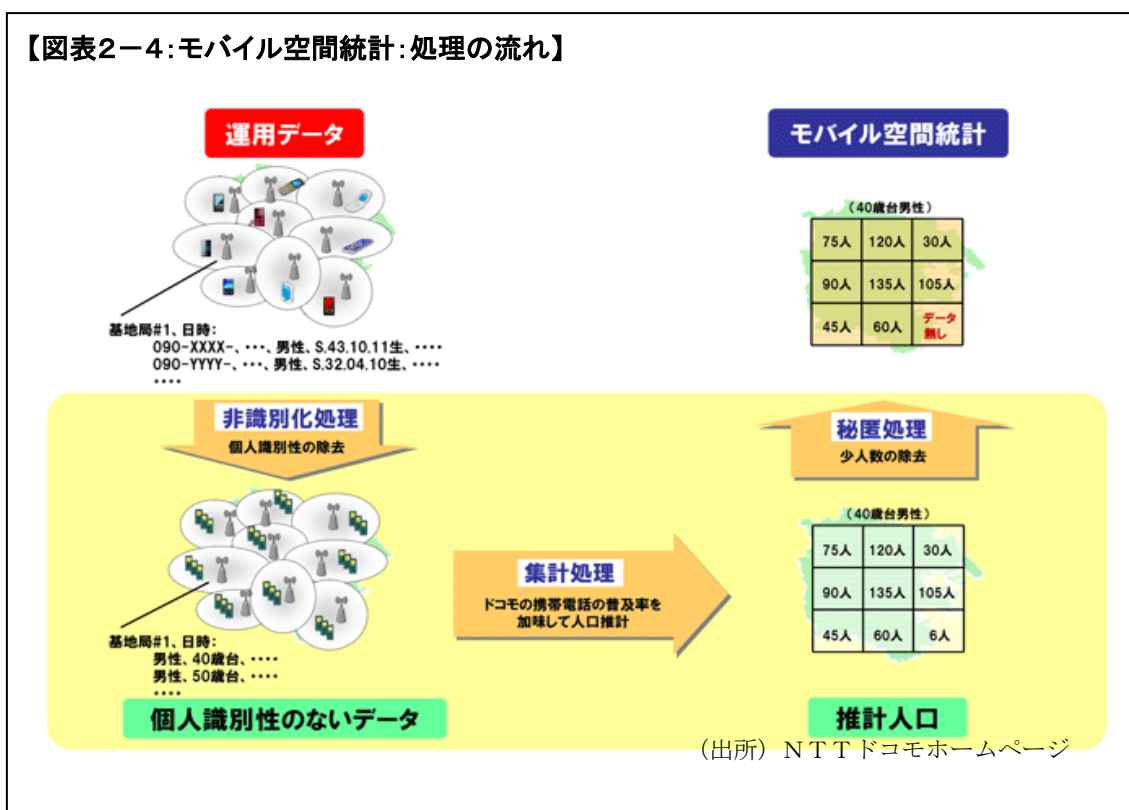 【図表2－4:モバイル空間統計:処理の流れ】
運用データ
基地局#1、日時:
090-XXXX-、･･･、男性、S.43.10.11生、････
090-YYYY-、･･･、男性、S.32.04.10生、････
････
非識別化処理
個人識別性の除去
基地局#1、日時:
男性、40歳台、････
男性、50歳台、････
････
個人識別性のないデータ
集計処理
ドコモの携帯電話の普及率を
加味して人口推計
モバイル空間統計
(40歳台男性)
75人 120人 30人
90人 135人 105人
45人 60人 データ無し
秘匿処理
少人数の除去
(40歳台男性)
75人 120人 30人
90人 135人 105人
45人 60人 6人
推計人口
(出所) NTTドコモホームページ